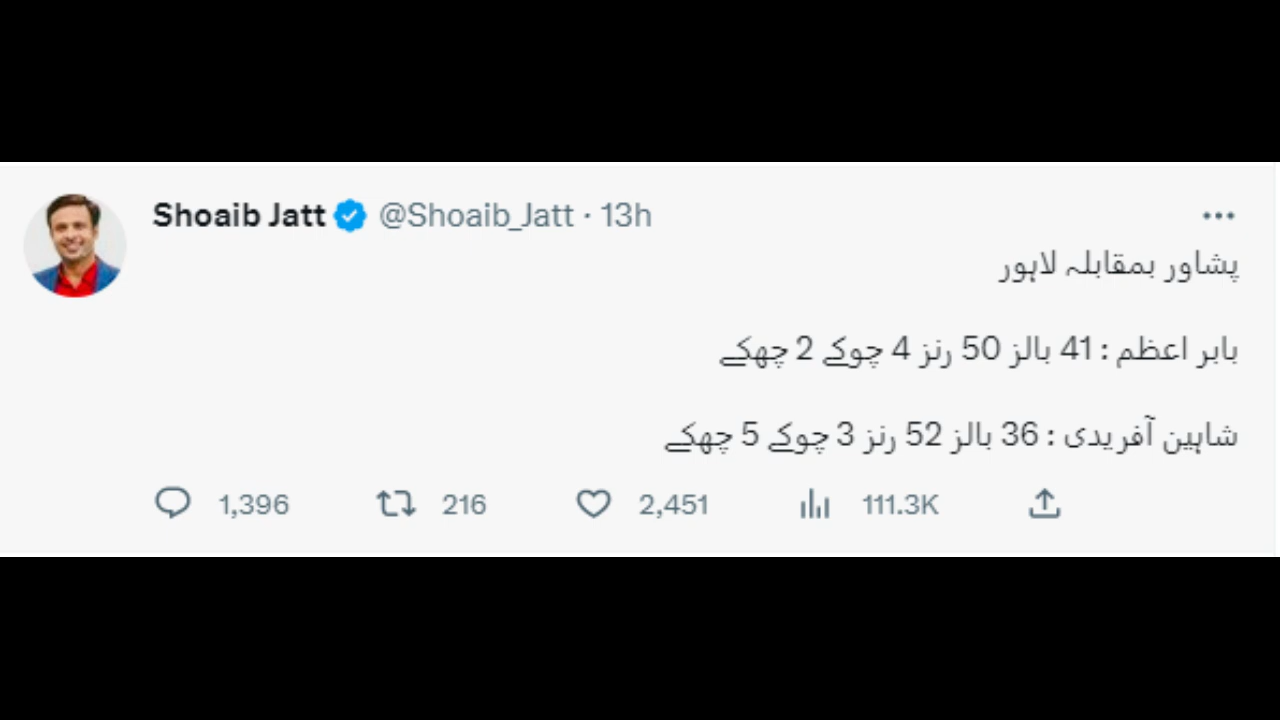 Shoaib Jatt @Shoaib_Jatt · 13h
پشاور بمقابلہ لاہور
بابر اعظم : 41 بالز 50 رنز 4 چوکے 2 چھکے
شاہین آفریدی : 36 بالز 52 رنز 3 چوکے 5 چھکے
1,396 216 2,451 111.3K